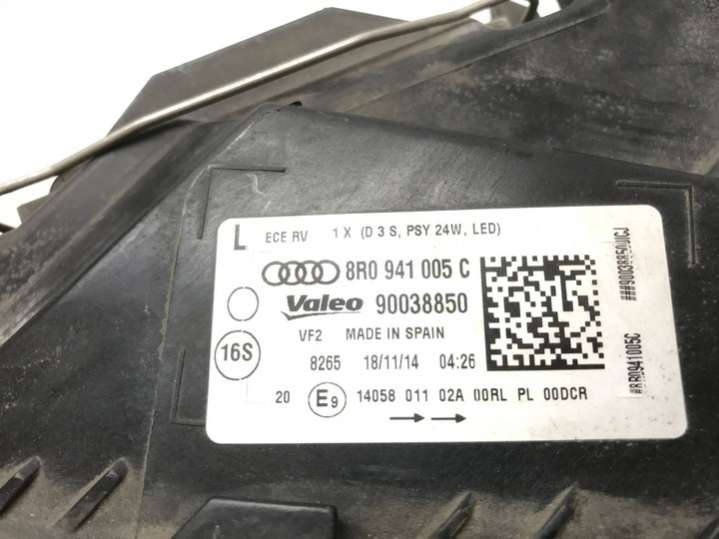 L ECE RV 1 X (D 3 S, PSY 24W, LED)
8R0 941 005 C
Valeo 90038850
VF2 MADE IN SPAIN
16S
8265 18/11/14 04:26
20 E9 14058 011 02A 00RL PL 00DCR
#8R0941005C